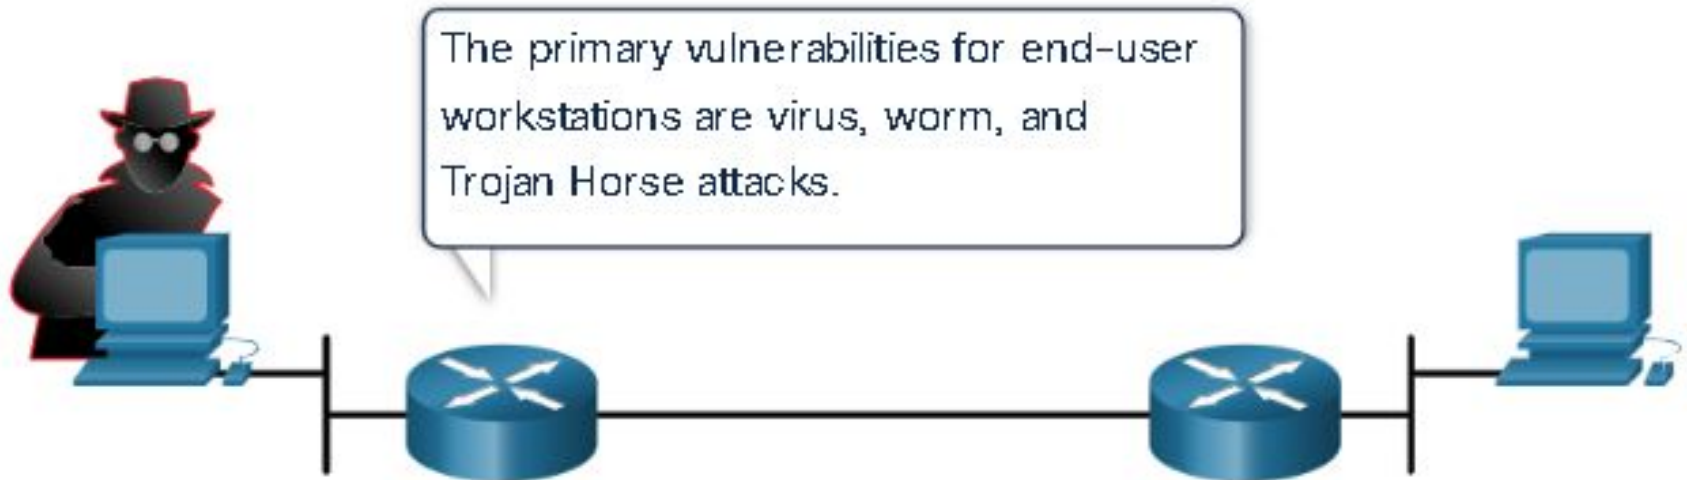 The primary vulnerabilities for end-user
workstations are virus, worm, and
Trojan Horse attacks.